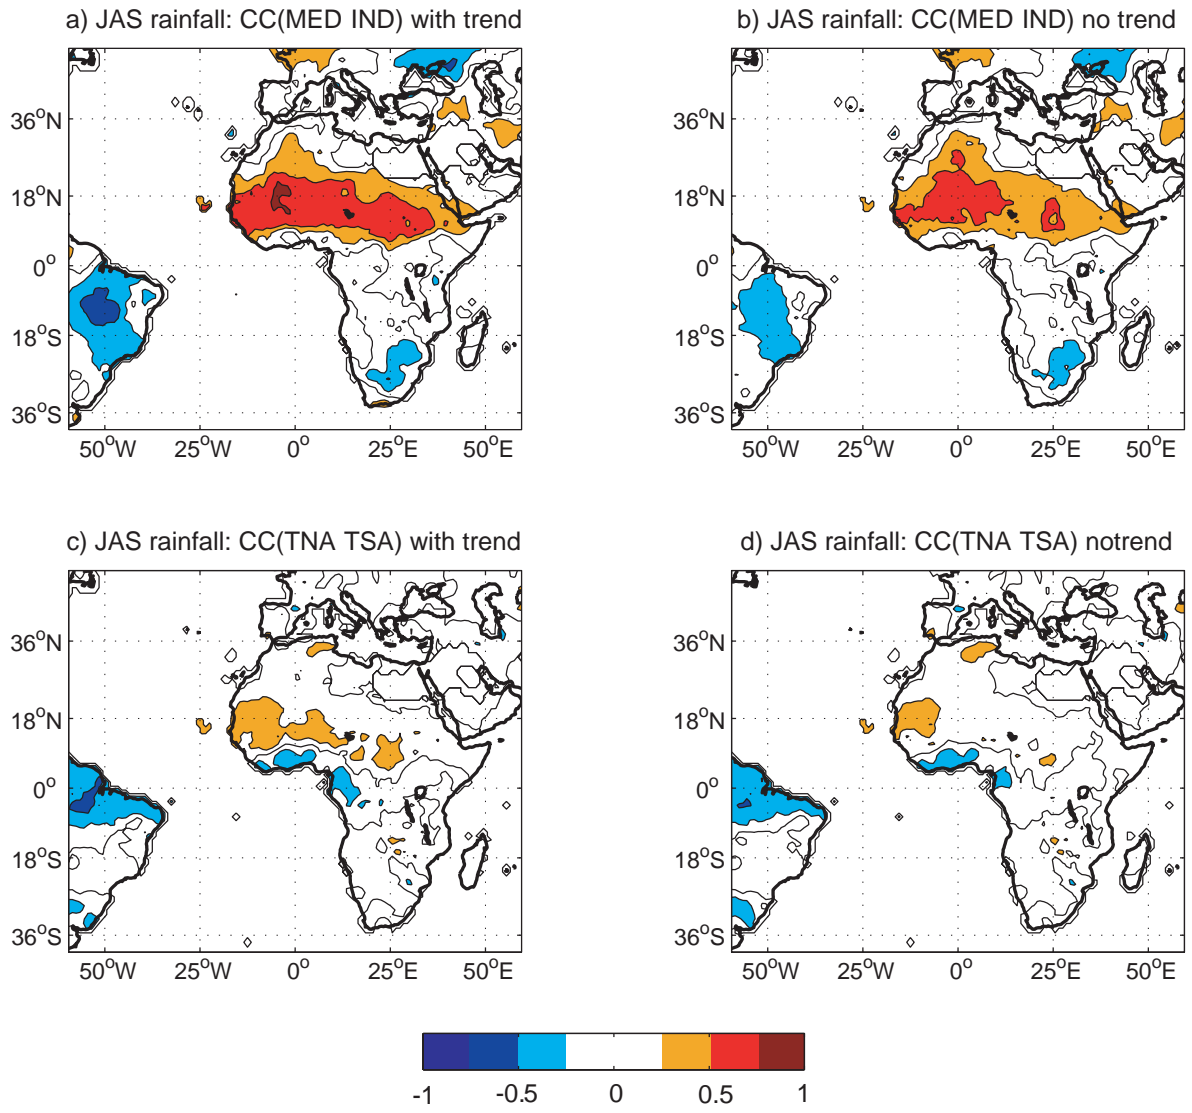 a) JAS rainfall: CC(MED IND) with trend
b) JAS rainfall: CC(MED IND) no trend
36°N
18°N
0°
18°S
36°S
50°W 25°W 0° 25°E 50°E
36°N
18°N
0°
18°S
36°S
50°W 25°W 0° 25°E 50°E
c) JAS rainfall: CC(TNA TSA) with trend
d) JAS rainfall: CC(TNA TSA) notrend
36°N
18°N
0°
18°S
36°S
50°W 25°W 0° 25°E 50°E
36°N
18°N
0°
18°S
36°S
50°W 25°W 0° 25°E 50°E
-1 -0.5 0 0.5 1